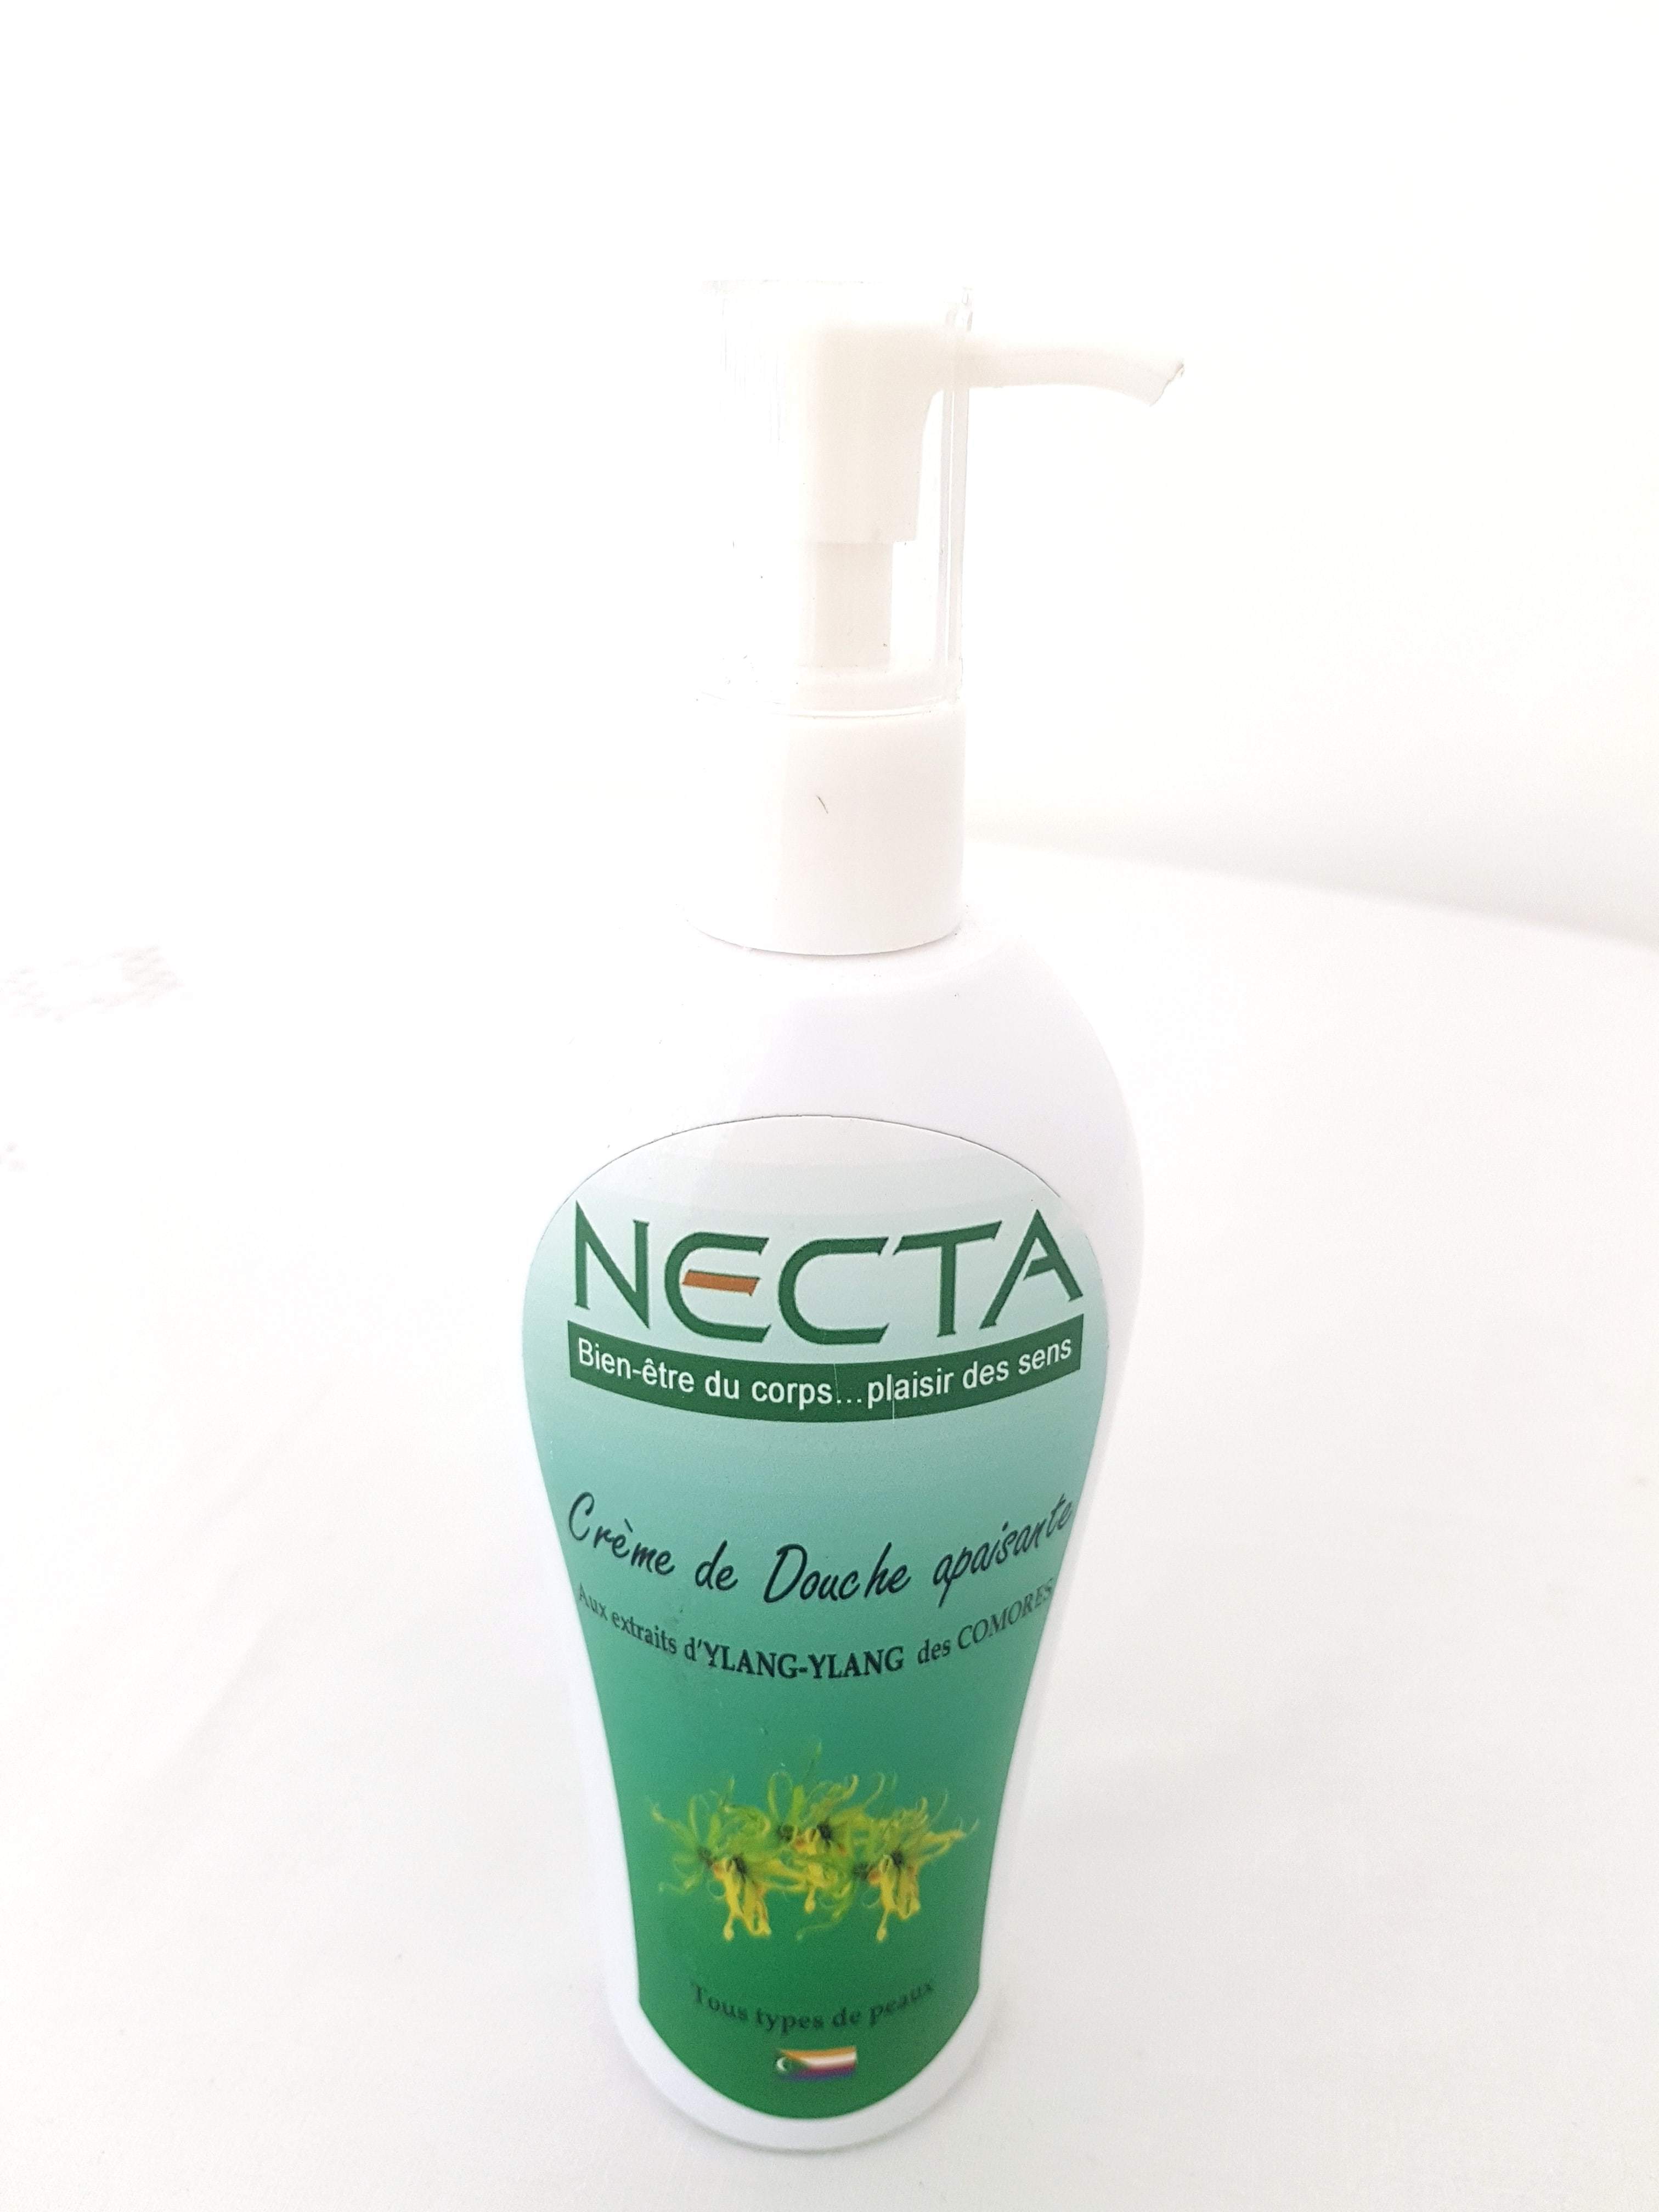 NECTA
Bien-être du corps...plaisir des sens
Crème de Douche apaisante
Aux extraits d'YLANG-YLANG des COMORES
Tous types de peaux